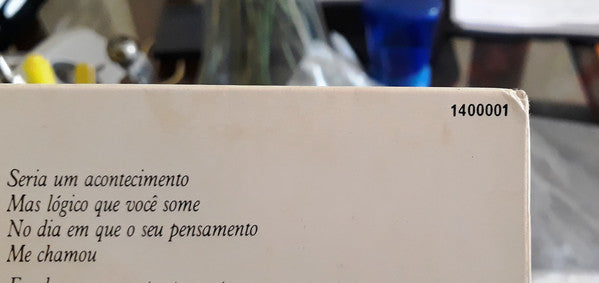 1400001
Seria um acontecimento
Mas lógico que você some
No dia em que o seu pensamento
Me chamou